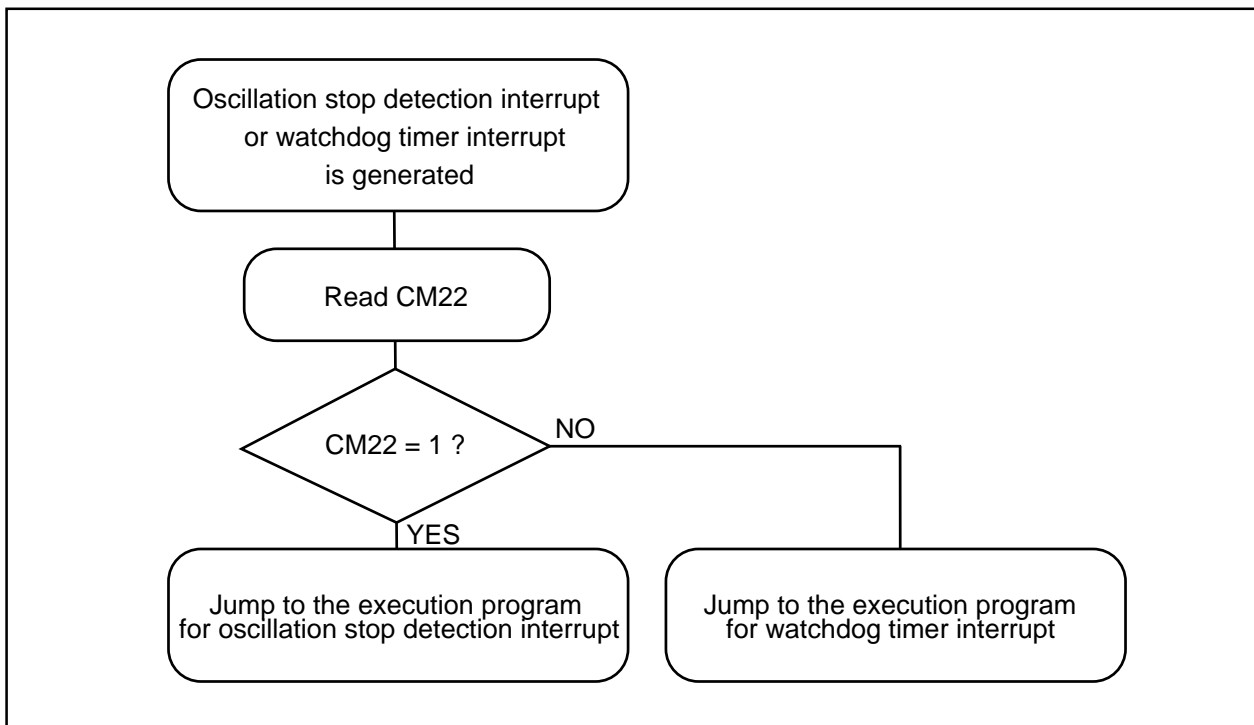 Oscillation stop detection interrupt
or watchdog timer interrupt
is generated
Read CM22
CM22 = 1 ?
NO
YES
Jump to the execution program
for oscillation stop detection interrupt
Jump to the execution program
for watchdog timer interrupt